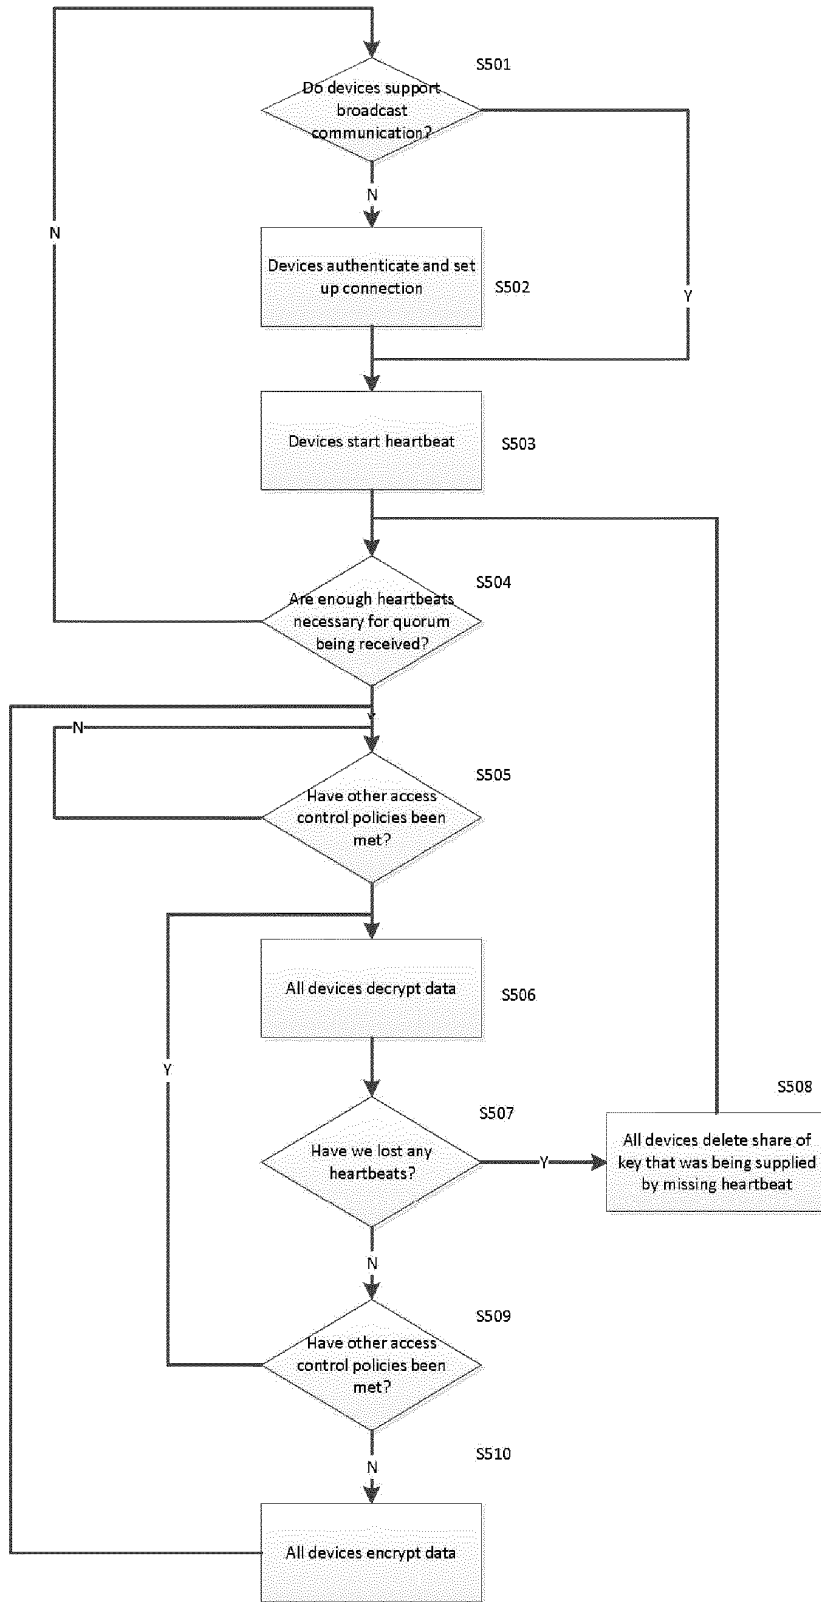 S501
Do devices support
broadcast
communication?
N
N
Devices authenticate and set
up connection
S502
Y
Devices start heartbeat
S503
S504
Are enough heartbeats
necessary for quorum
being received?
Y
N
S505
Have other access
control policies been
met?
All devices decrypt data
S506
Y
S507
Have we lost any
heartbeats?
Y
S508
All devices delete share of
key that was being supplied
by missing heartbeat
N
S509
Have other access
control policies been
met?
N
S510
All devices encrypt data